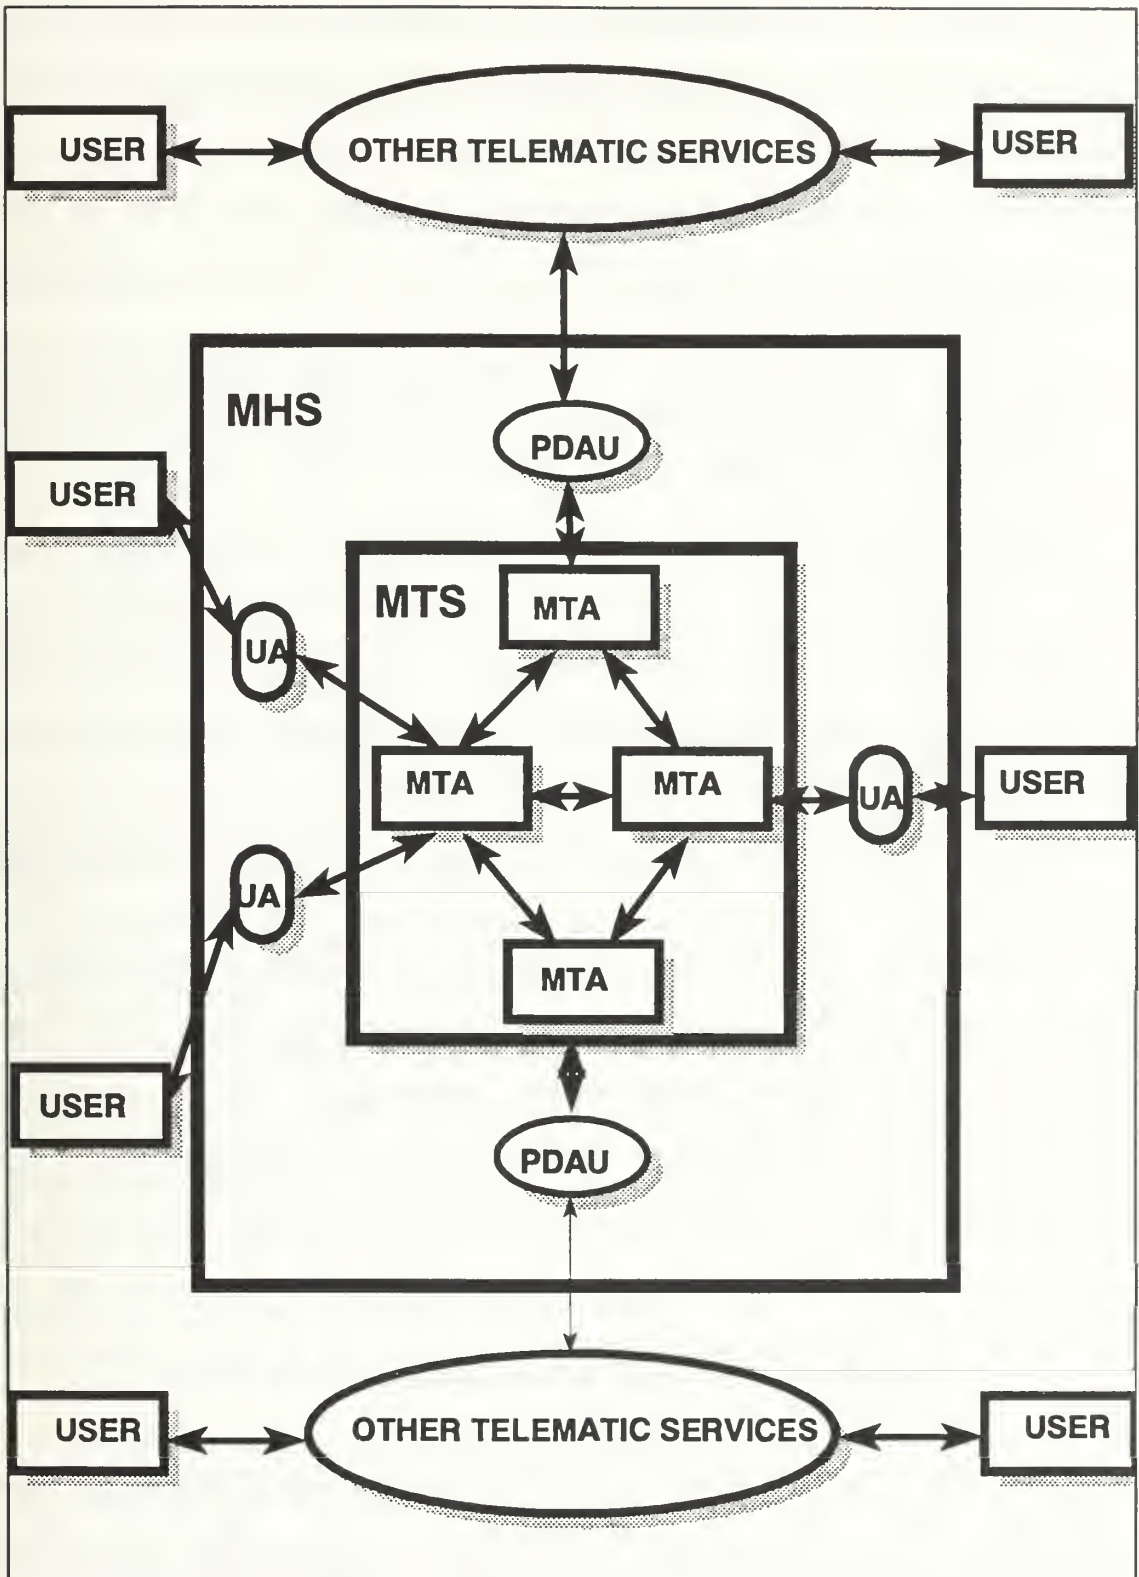 USER
OTHER TELEMATIC SERVICES
USER
MHS
PDAU
USER
MTS
MTA
UA
MTA
MTA
UA
USER
UA
MTA
USER
PDAU
USER
OTHER TELEMATIC SERVICES
USER